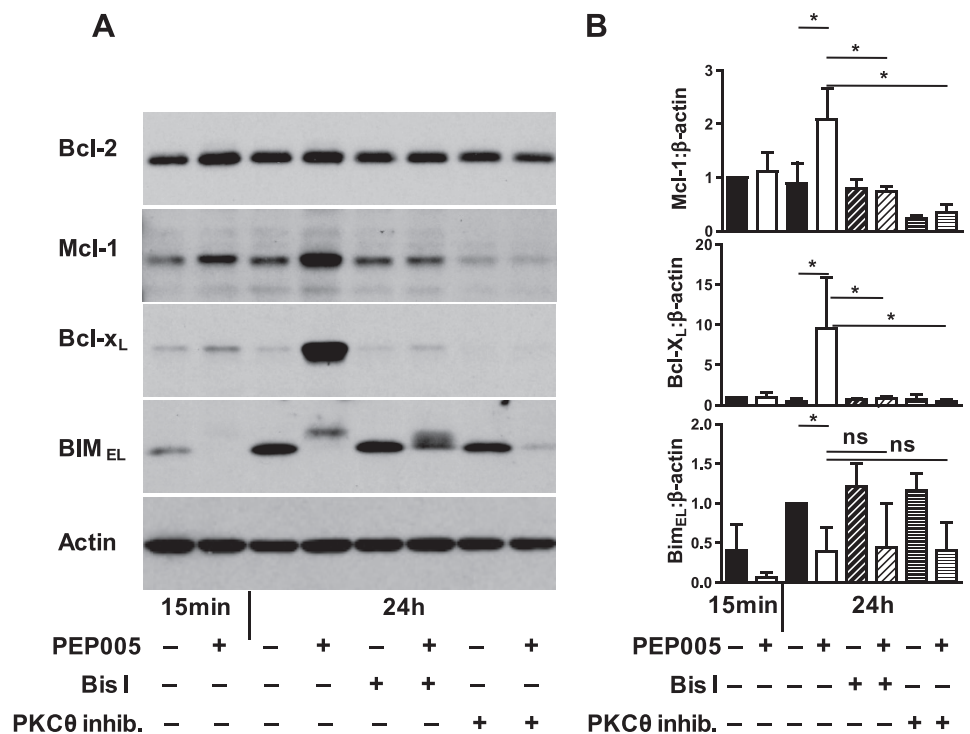 A
Bcl-2
Mcl-1
Bcl-xL
BIM EL
Actin
15min 24h
PEP005 – + – + – + – +
Bis I – – – – + + – –
PKCθ inhib. – – – – – – + +
B
* 
*
*
Mcl-1:β-actin
3
2
1
0
*
*
*
Bcl-XL:β-actin
20
15
10
5
0
*
ns
ns
BimEL:β-actin
2.0
1.5
1.0
0.5
0.0
15min 24h
PEP005 – + – + – + – +
Bis I – – – – + + – –
PKCθ inhib. – – – – – – + +